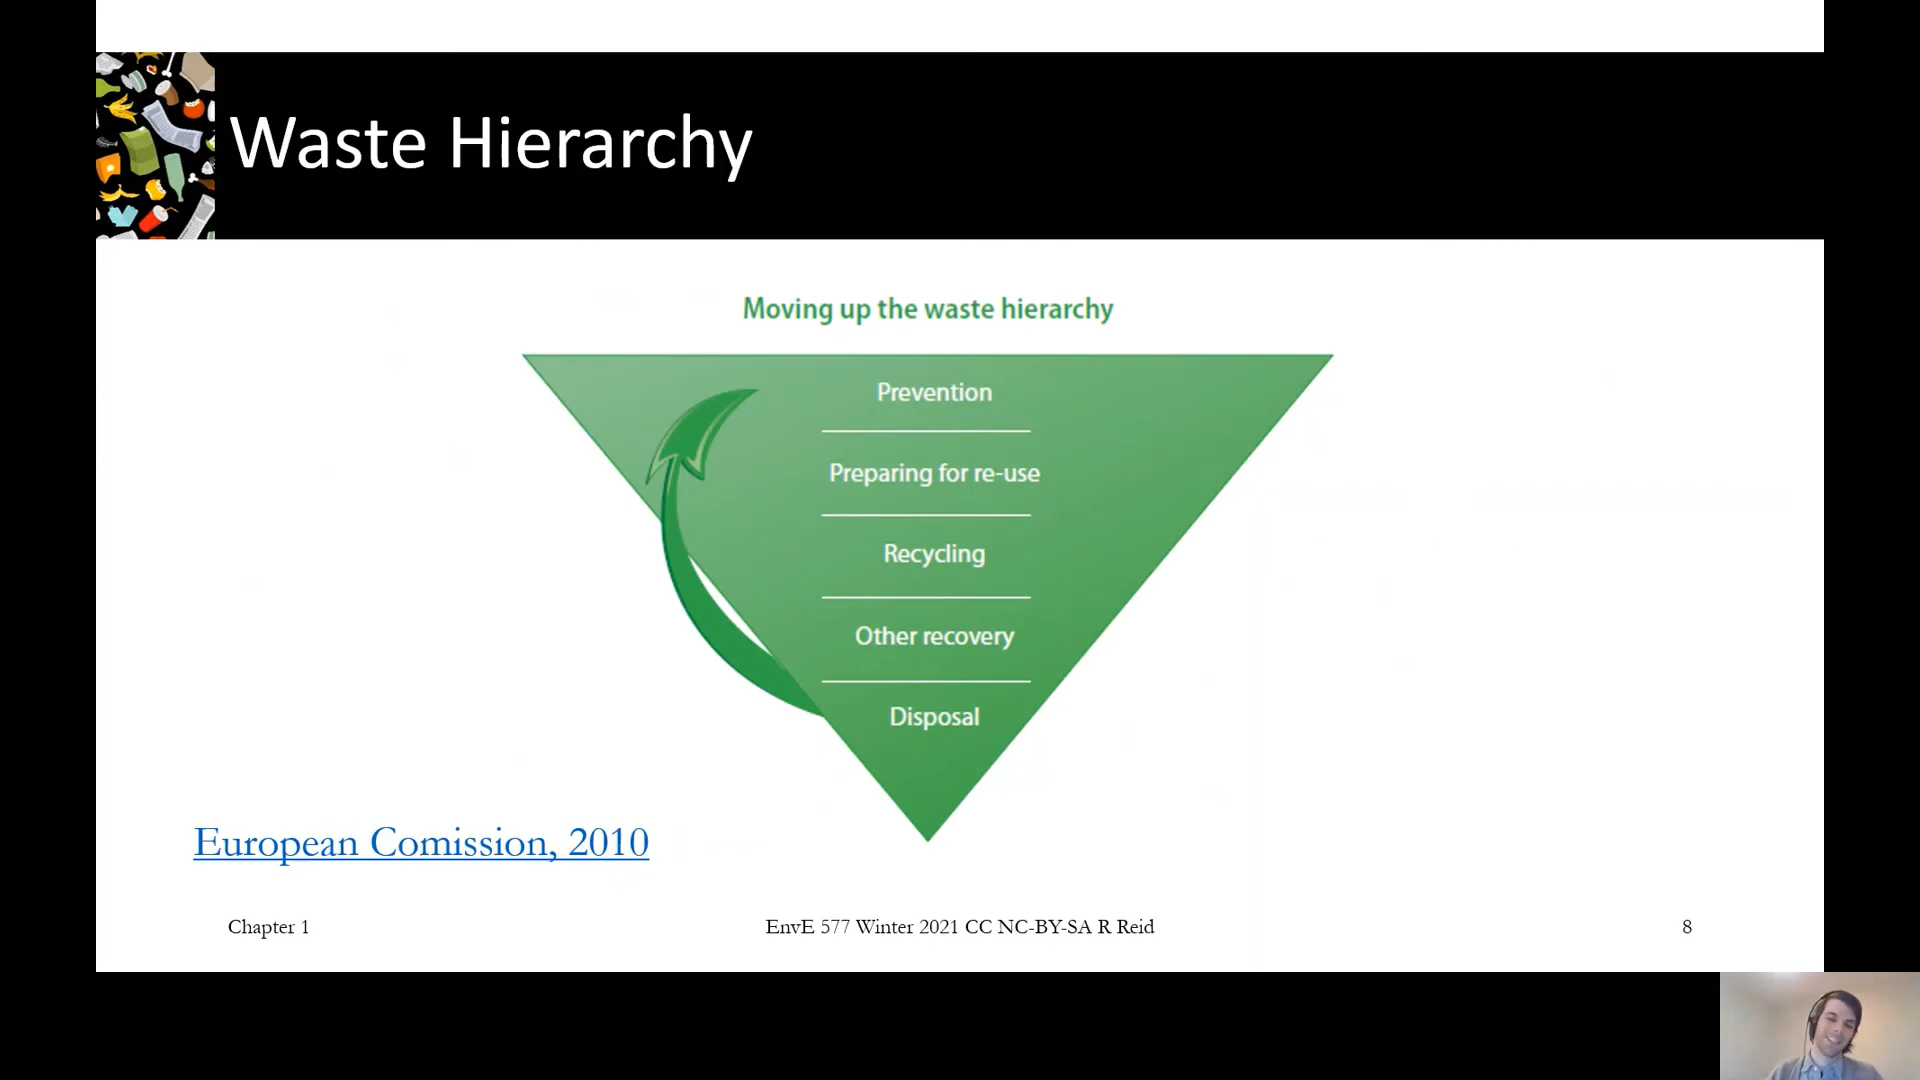 Waste Hierarchy
Moving up the waste hierarchy
Prevention
Preparing for re-use
Recycling
Other recovery
Disposal
European Comission, 2010
Chapter 1
EnvE 577 Winter 2021 CC NC-BY-SA R Reid
8